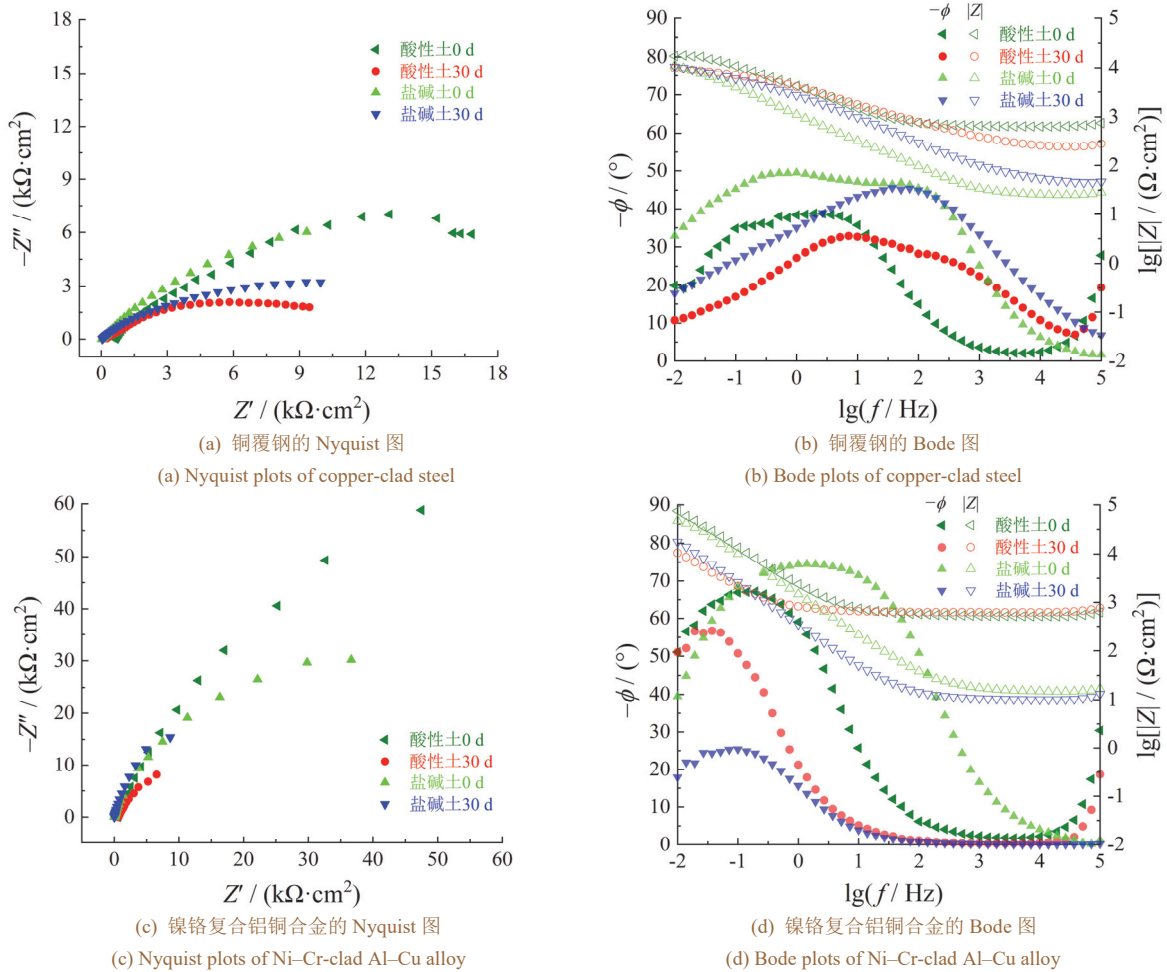 18
15
12
9
6
3
0
−Z″ / (kΩ·cm²)
酸性土0 d
酸性土30 d
盐碱土0 d
盐碱土30 d
0 3 6 9 12 15 18
Z′ / (kΩ·cm²)
(a) 铜覆钢的 Nyquist 图
(a) Nyquist plots of copper-clad steel
90
80
70
60
50
40
30
20
10
0
−ϕ / (°)
−ϕ |Z|
酸性土0 d
酸性土30 d
盐碱土0 d
盐碱土30 d
5
4
3
2
1
0
-1
-2
lg[|Z| / (Ω·cm²)]
-2 -1 0 1 2 3 4 5
lg(f / Hz)
(b) 铜覆钢的 Bode 图
(b) Bode plots of copper-clad steel
60
50
40
30
20
10
0
−Z″ / (kΩ·cm²)
酸性土0 d
酸性土30 d
盐碱土0 d
盐碱土30 d
0 10 20 30 40 50 60
Z′ / (kΩ·cm²)
(c) 镍铬复合铝铜合金的 Nyquist 图
(c) Nyquist plots of Ni–Cr-clad Al–Cu alloy
90
80
70
60
50
40
30
20
10
0
−ϕ / (°)
−ϕ |Z|
酸性土0 d
酸性土30 d
盐碱土0 d
盐碱土30 d
5
4
3
2
1
0
-1
-2
lg[|Z| / (Ω·cm²)]
-2 -1 0 1 2 3 4 5
lg(f / Hz)
(d) 镍铬复合铝铜合金的 Bode 图
(d) Bode plots of Ni–Cr-clad Al–Cu alloy